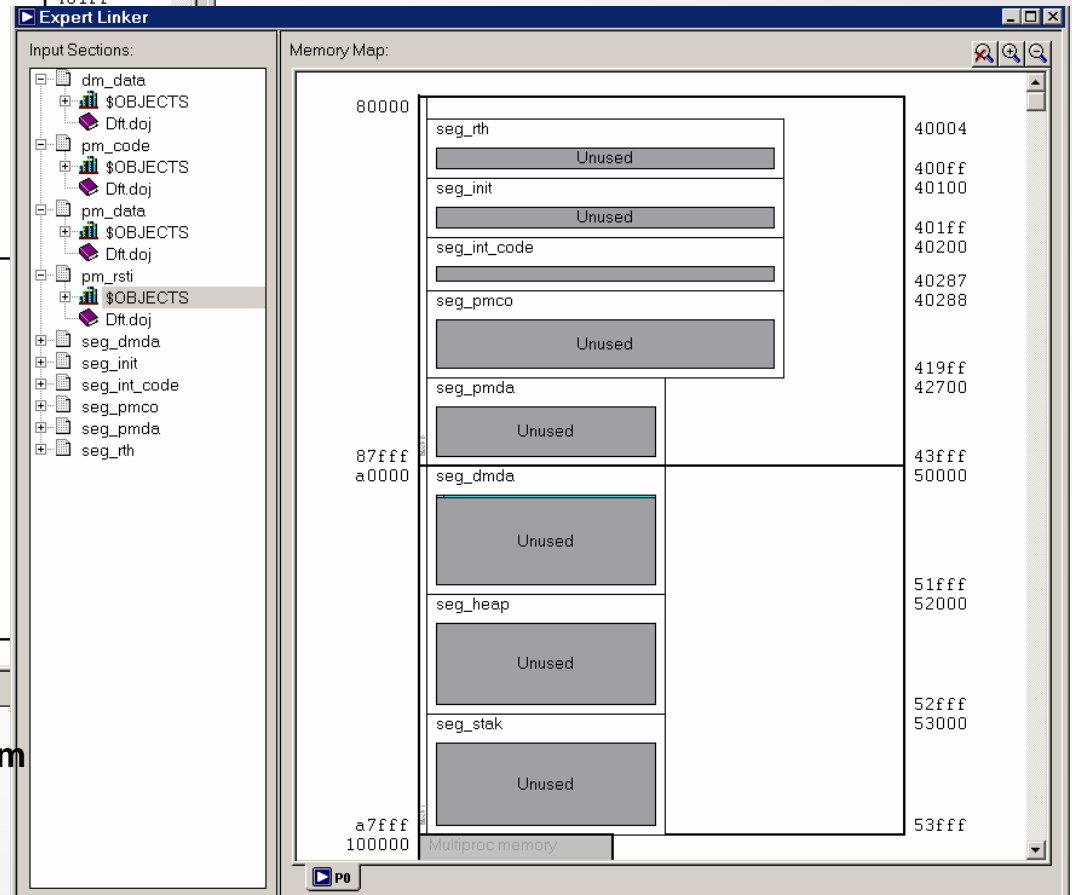 Expert Linker
Input Sections:
dm_data
$OBJECTS
Dft.doj
pm_code
$OBJECTS
Dft.doj
pm_data
$OBJECTS
Dft.doj
pm_rsti
$OBJECTS
Dft.doj
seg_dmda
seg_init
seg_int_code
seg_pmco
seg_pmda
seg_rth
m
Memory Map:
80000
seg_rth
40004
Unused
400ff
seg_init
40100
Unused
401ff
seg_int_code
40200
40287
seg_pmco
40288
Unused
419ff
seg_pmda
42700
Unused
87fff
43fff
a0000
seg_dmda
50000
Unused
51fff
seg_heap
52000
Unused
52fff
seg_stak
53000
Unused
a7fff
53fff
100000
Multiproc memory
P0